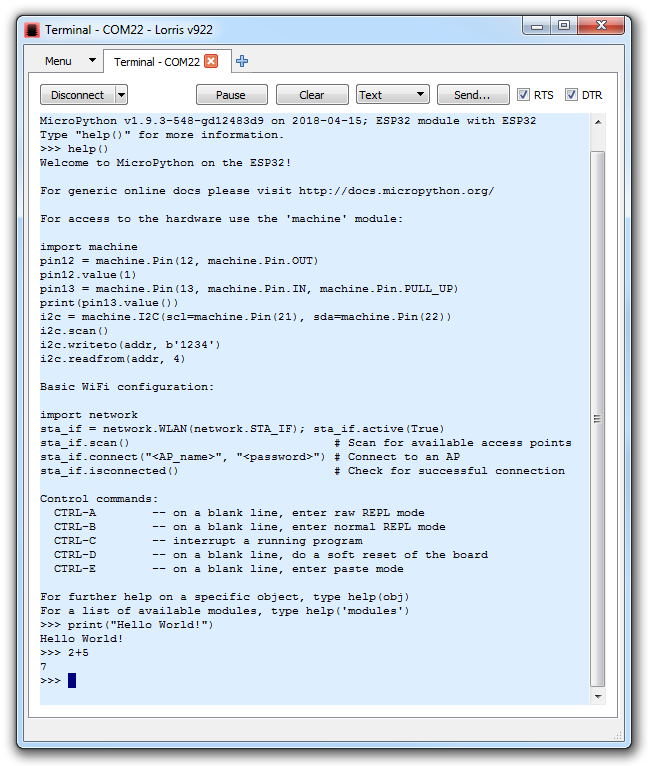 Terminal - COM22 - Lorris v922
Menu Terminal - COM22
Disconnect Pause Clear Text Send... RTS DTR
MicroPython v1.9.3-548-gd12483d9 on 2018-04-15; ESP32 module with ESP32
Type "help()" for more information.
>>> help()
Welcome to MicroPython on the ESP32!
For generic online docs please visit http://docs.micropython.org/
For access to the hardware use the 'machine' module:
import machine
pin12 = machine.Pin(12, machine.Pin.OUT)
pin12.value(1)
pin13 = machine.Pin(13, machine.Pin.IN, machine.Pin.PULL_UP)
print(pin13.value())
i2c = machine.I2C(scl=machine.Pin(21), sda=machine.Pin(22))
i2c.scan()
i2c.writeto(addr, b'1234')
i2c.readfrom(addr, 4)
Basic WiFi configuration:
import network
sta_if = network.WLAN(network.STA_IF); sta_if.active(True)
sta_if.scan() # Scan for available access points
sta_if.connect("<AP_name>", "<password>") # Connect to an AP
sta_if.isconnected() # Check for successful connection
Control commands:
CTRL-A -- on a blank line, enter raw REPL mode
CTRL-B -- on a blank line, enter normal REPL mode
CTRL-C -- interrupt a running program
CTRL-D -- on a blank line, do a soft reset of the board
CTRL-E -- on a blank line, enter paste mode
For further help on a specific object, type help(obj)
For a list of available modules, type help('modules')
>>> print("Hello World!")
Hello World!
>>> 2+5
7
>>>